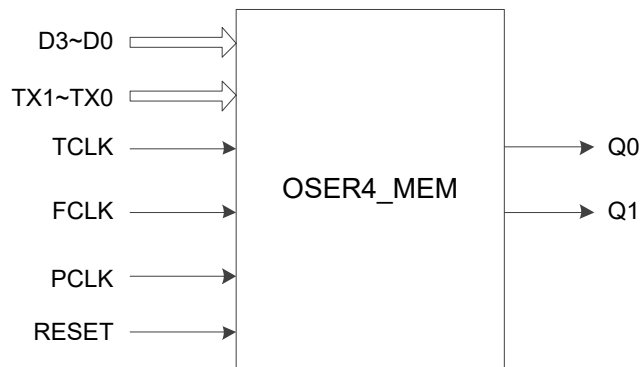 D3~D0
TX1~TX0
TCLK
Q0
OSER4_MEM
FCLK
Q1
PCLK
RESET